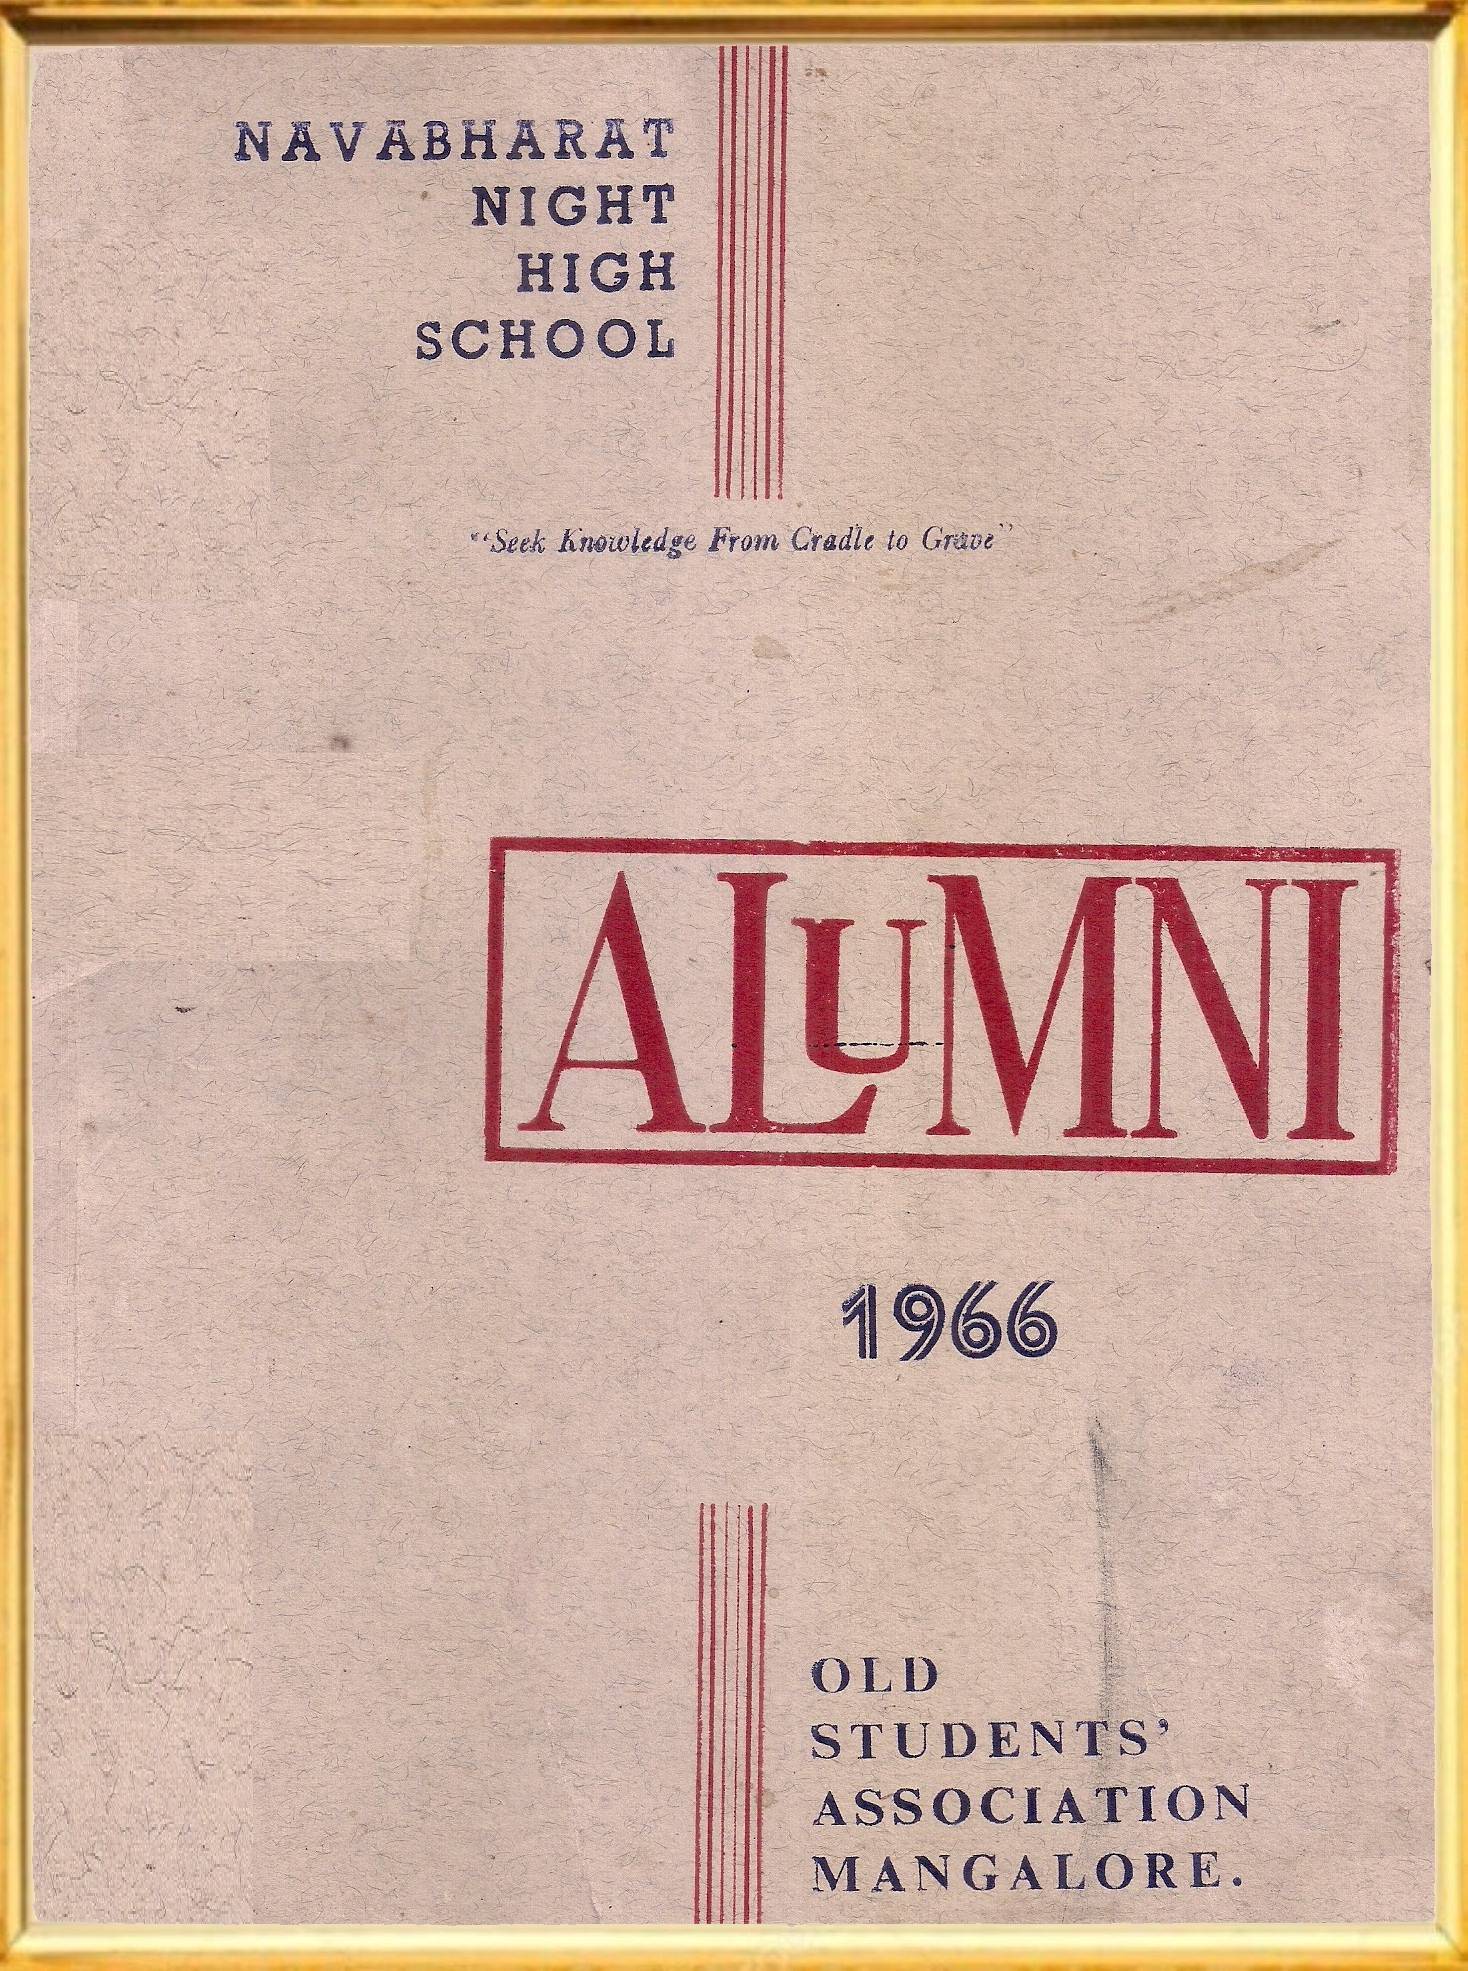 NAVABHARAT
NIGHT
HIGH
SCHOOL
"Seek Knowledge From Cradle to Grave"
ALUMNI
1966
OLD
STUDENTS'
ASSOCIATION
MANGALORE.